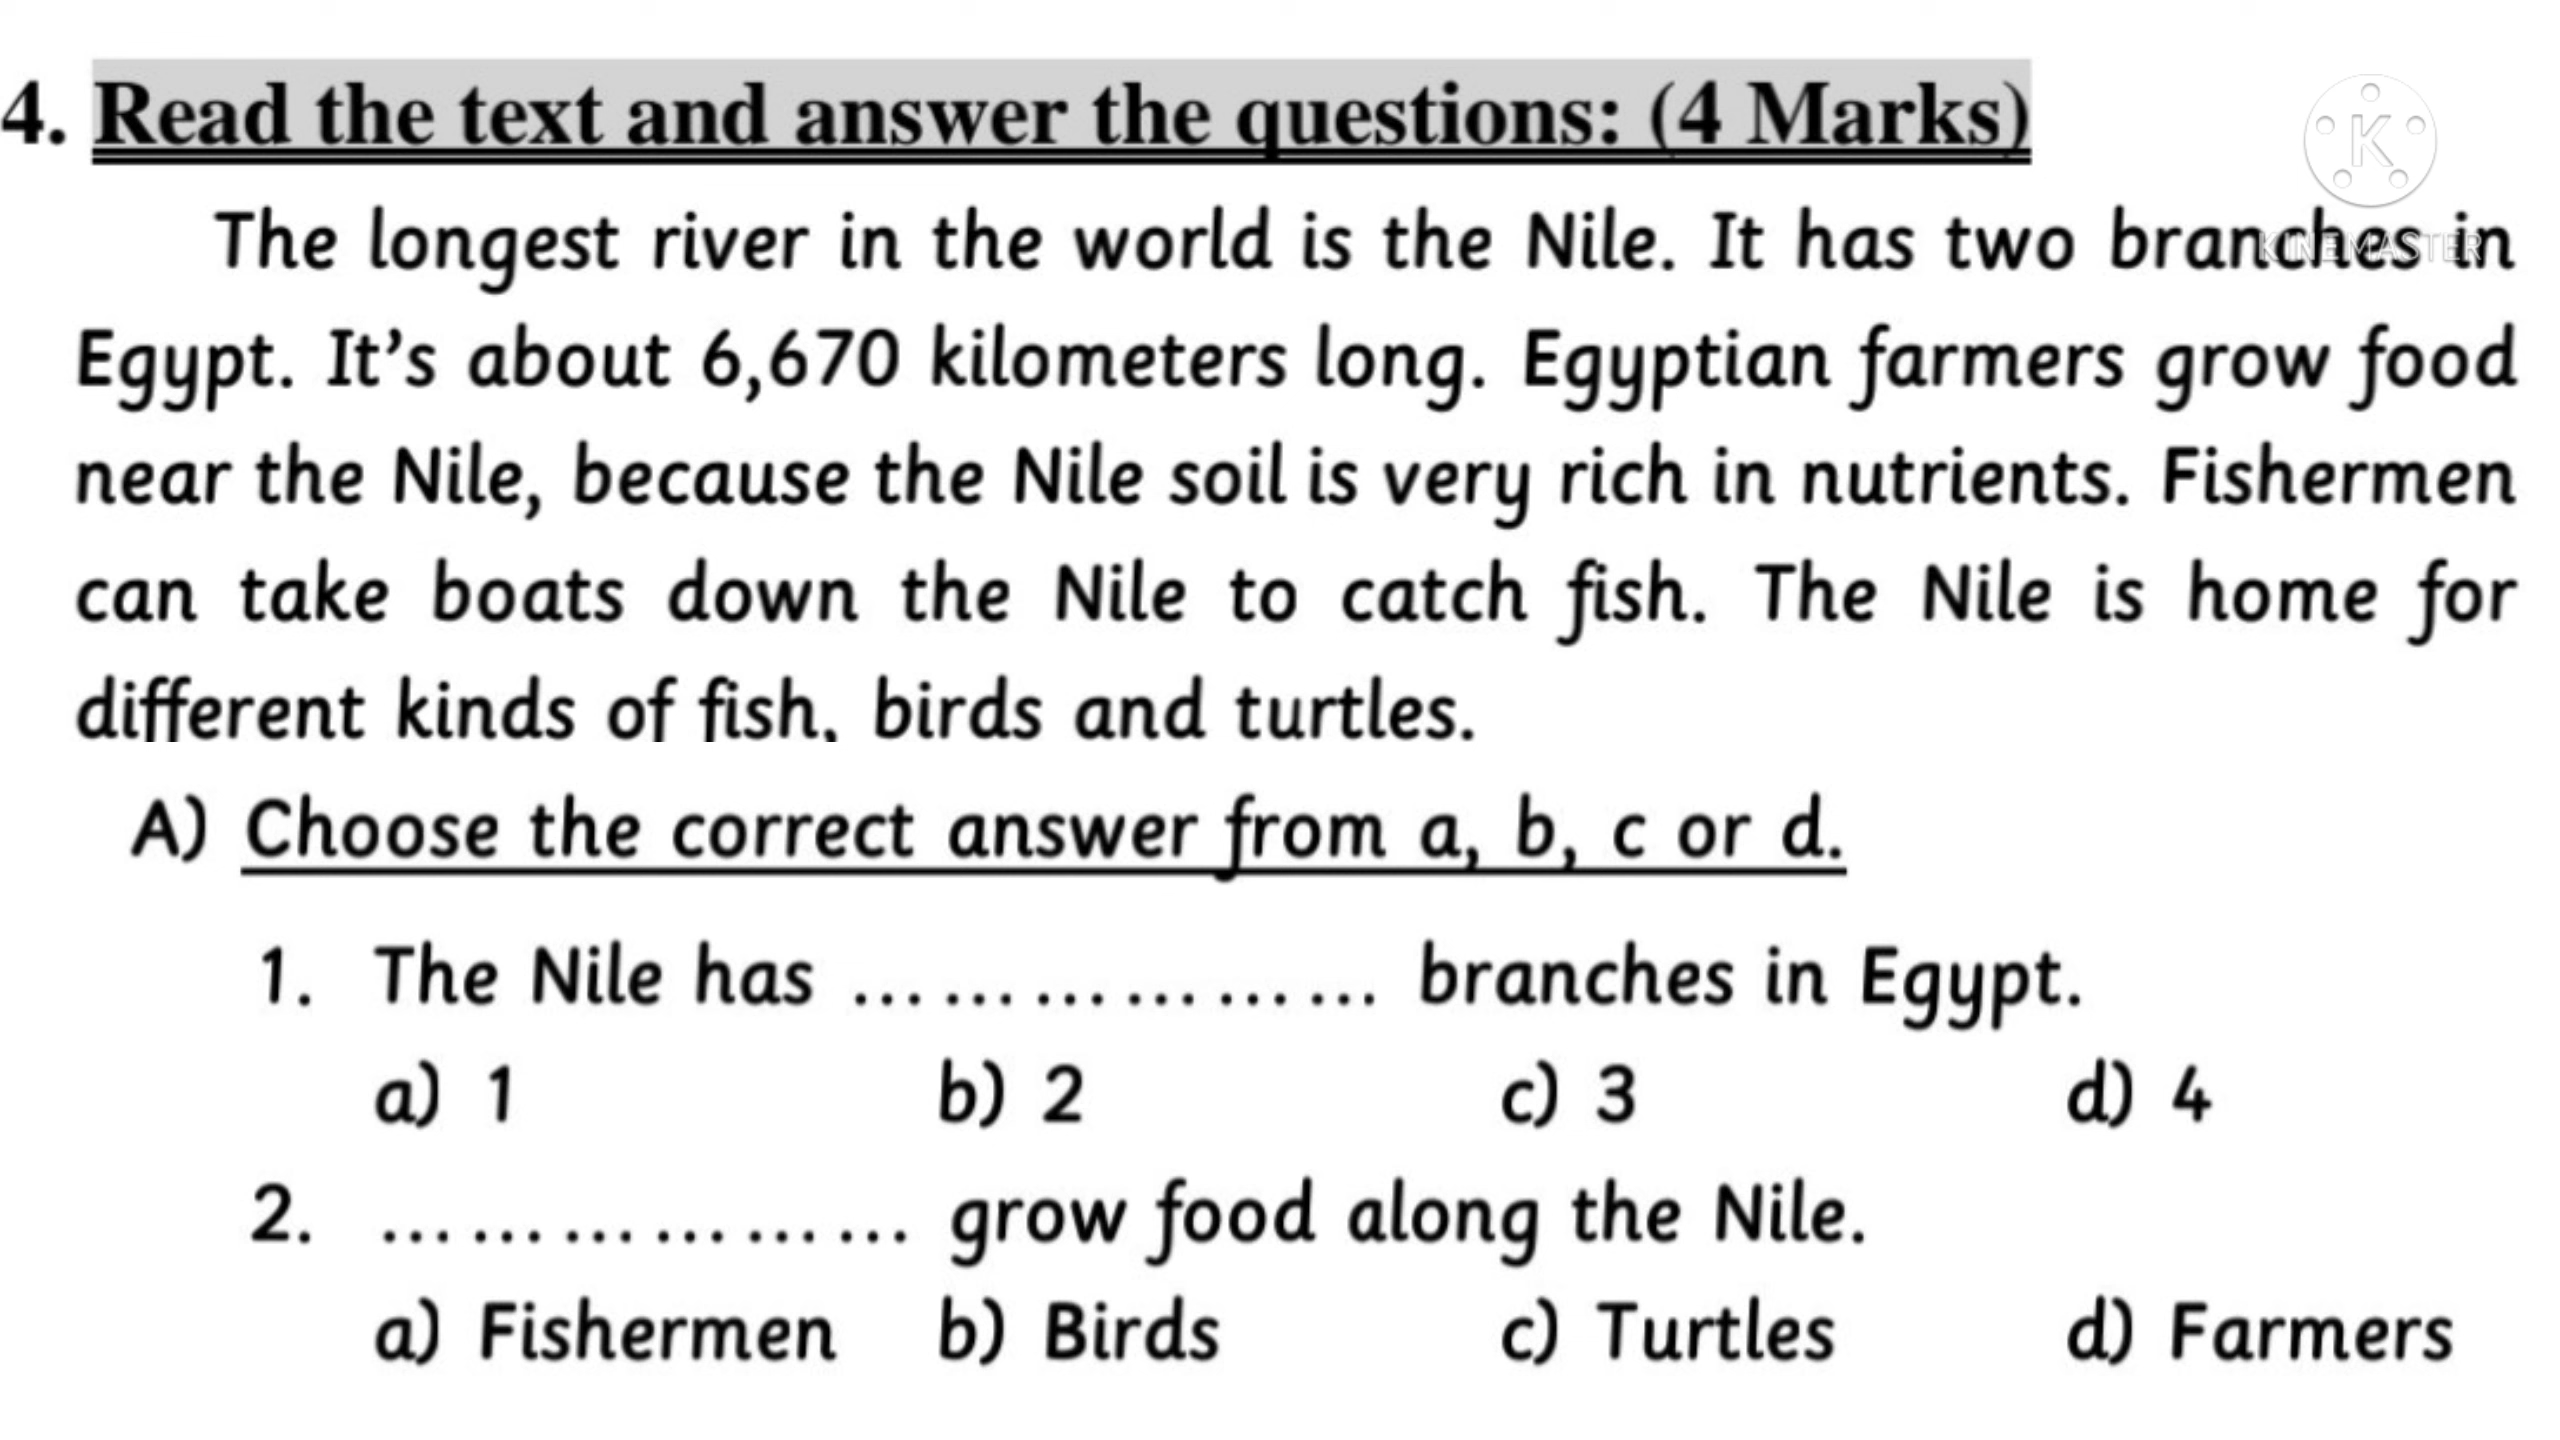 4. Read the text and answer the questions: (4 Marks)
K
KINEMASTER
The longest river in the world is the Nile. It has two branches in
Egypt. It’s about 6,670 kilometers long. Egyptian farmers grow food
near the Nile, because the Nile soil is very rich in nutrients. Fishermen
can take boats down the Nile to catch fish. The Nile is home for
different kinds of fish, birds and turtles.
A) Choose the correct answer from a, b, c or d.
1. The Nile has ……………… branches in Egypt.
a) 1 b) 2 c) 3 d) 4
2. ……………… grow food along the Nile.
a) Fishermen b) Birds c) Turtles d) Farmers